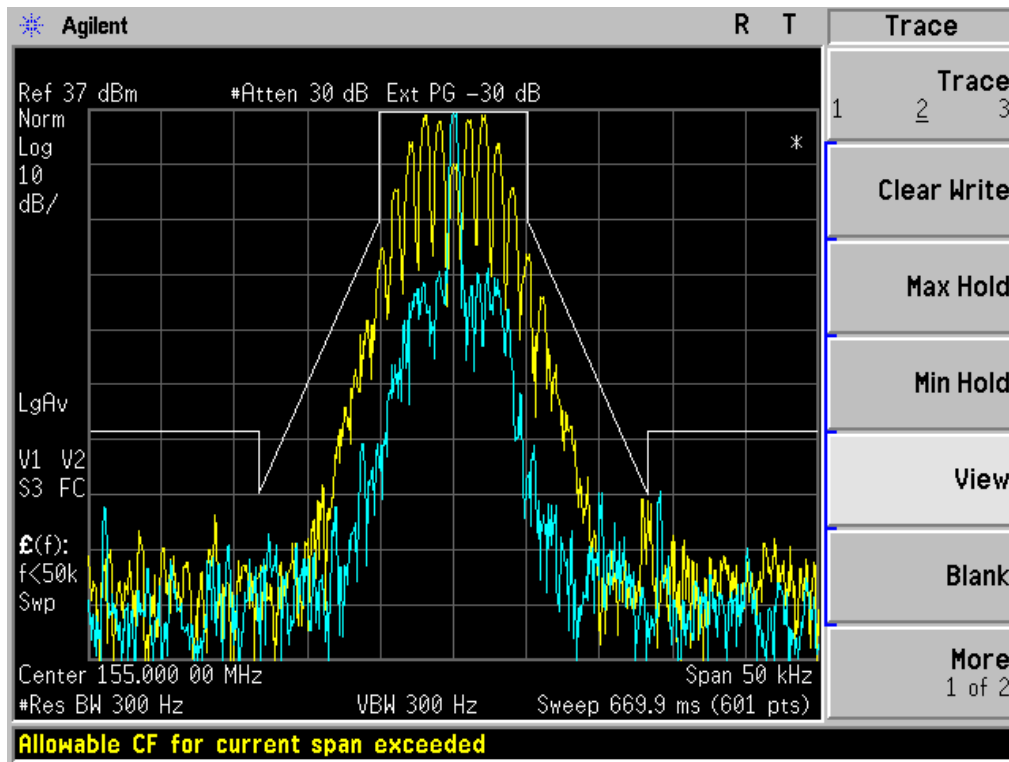 Agilent
R T
Trace
Ref 37 dBm #Atten 30 dB Ext PG -30 dB
Norm
Log
10
dB/
*
LgAv
V1 V2
S3 FC
£(f):
f<50k
Swp
Center 155.000 00 MHz Span 50 kHz
#Res BW 300 Hz VBW 300 Hz Sweep 669.9 ms (601 pts)
Allowable CF for current span exceeded
Trace
1 2 3
Clear Write
Max Hold
Min Hold
View
Blank
More
1 of 2